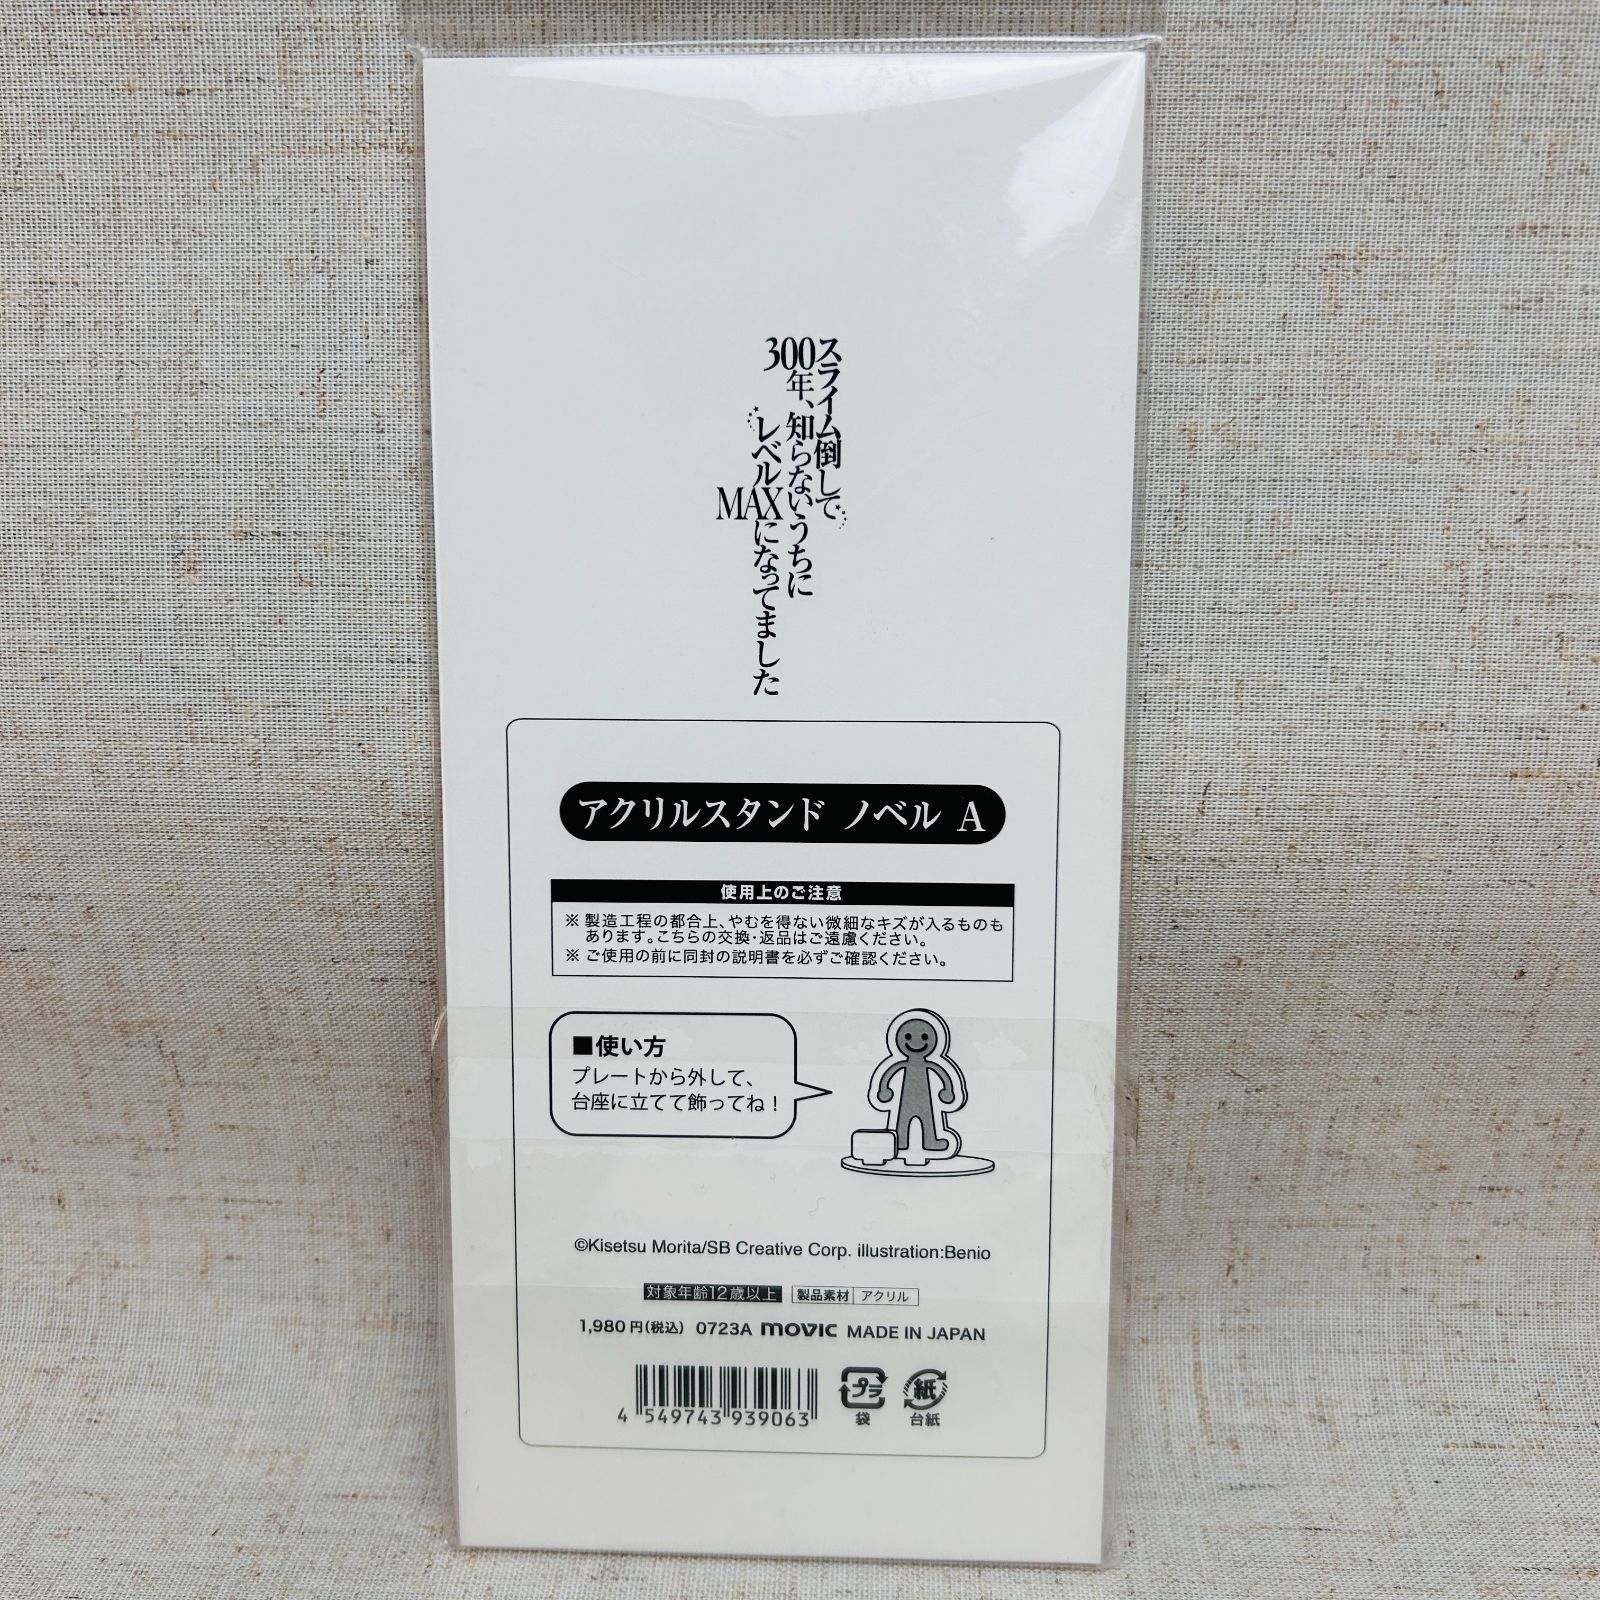 スライム倒して
300年、知らないうちに
レベルMAXになってました
アクリルスタンド ノベル A
使用上のご注意
※ 製造工程の都合上、やむを得ない微細なキズが入るものも
あります。こちらの交換・返品はご遠慮ください。
※ ご使用の前に同封の説明書を必ずご確認ください。
■使い方
プレートから外して、
台座に立てて飾ってね！
©Kisetsu Morita/SB Creative Corp. illustration:Benio
対象年齢12歳以上 製品素材 アクリル
1,980円(税込) 0723A movic MADE IN JAPAN
4 549743 939063
プラ 紙
袋 台紙